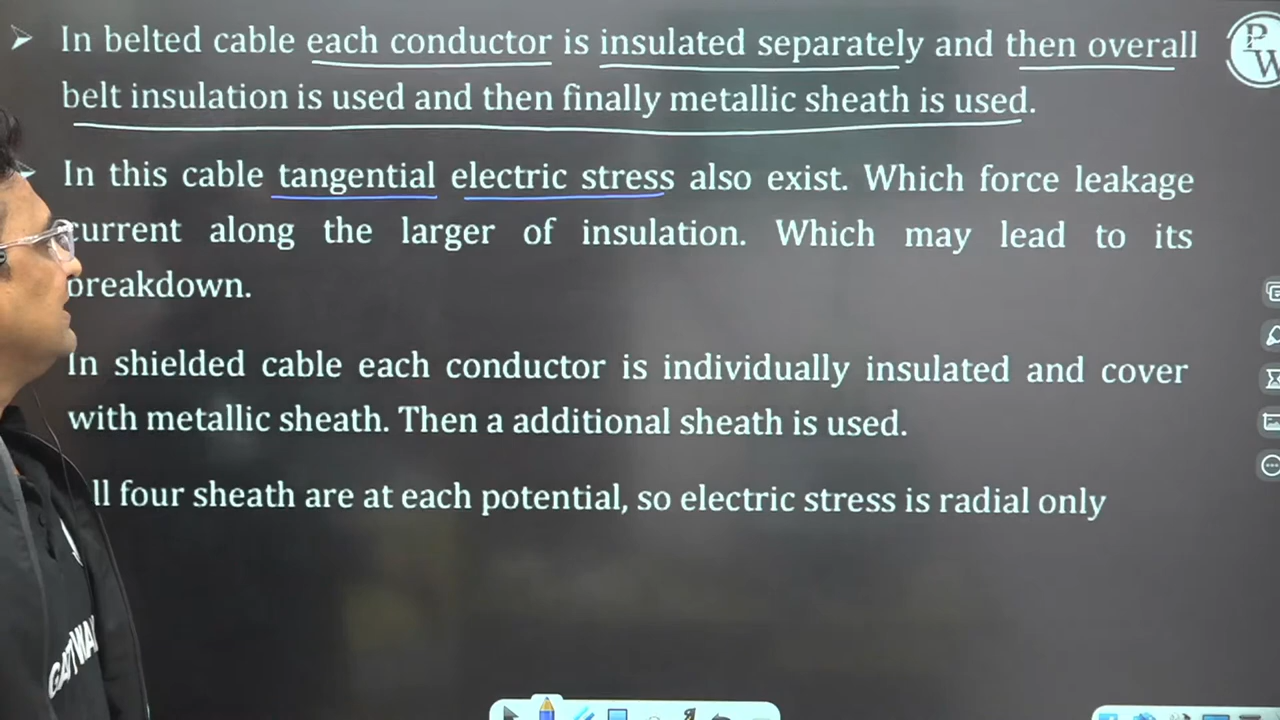 In belted cable each conductor is insulated separately and then overall
belt insulation is used and then finally metallic sheath is used.
In this cable tangential electric stress also exist. Which force leakage
current along the larger of insulation. Which may lead to its
breakdown.
In shielded cable each conductor is individually insulated and cover
with metallic sheath. Then a additional sheath is used.
ll four sheath are at each potential, so electric stress is radial only
PW